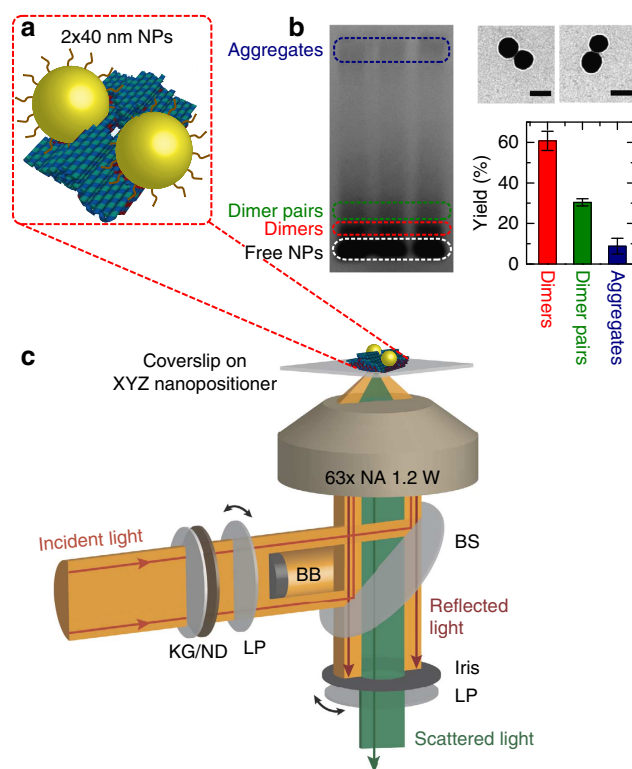 a
2x40 nm NPs
b
Aggregates
Dimer pairs
Dimers
Free NPs
Yield (%)
60
40
20
0
Dimers
Dimer pairs
Aggregates
c
Coverslip on
XYZ nanopositioner
63x NA 1.2 W
Incident light
BB
BS
KG/ND
LP
Reflected
light
Iris
LP
Scattered light